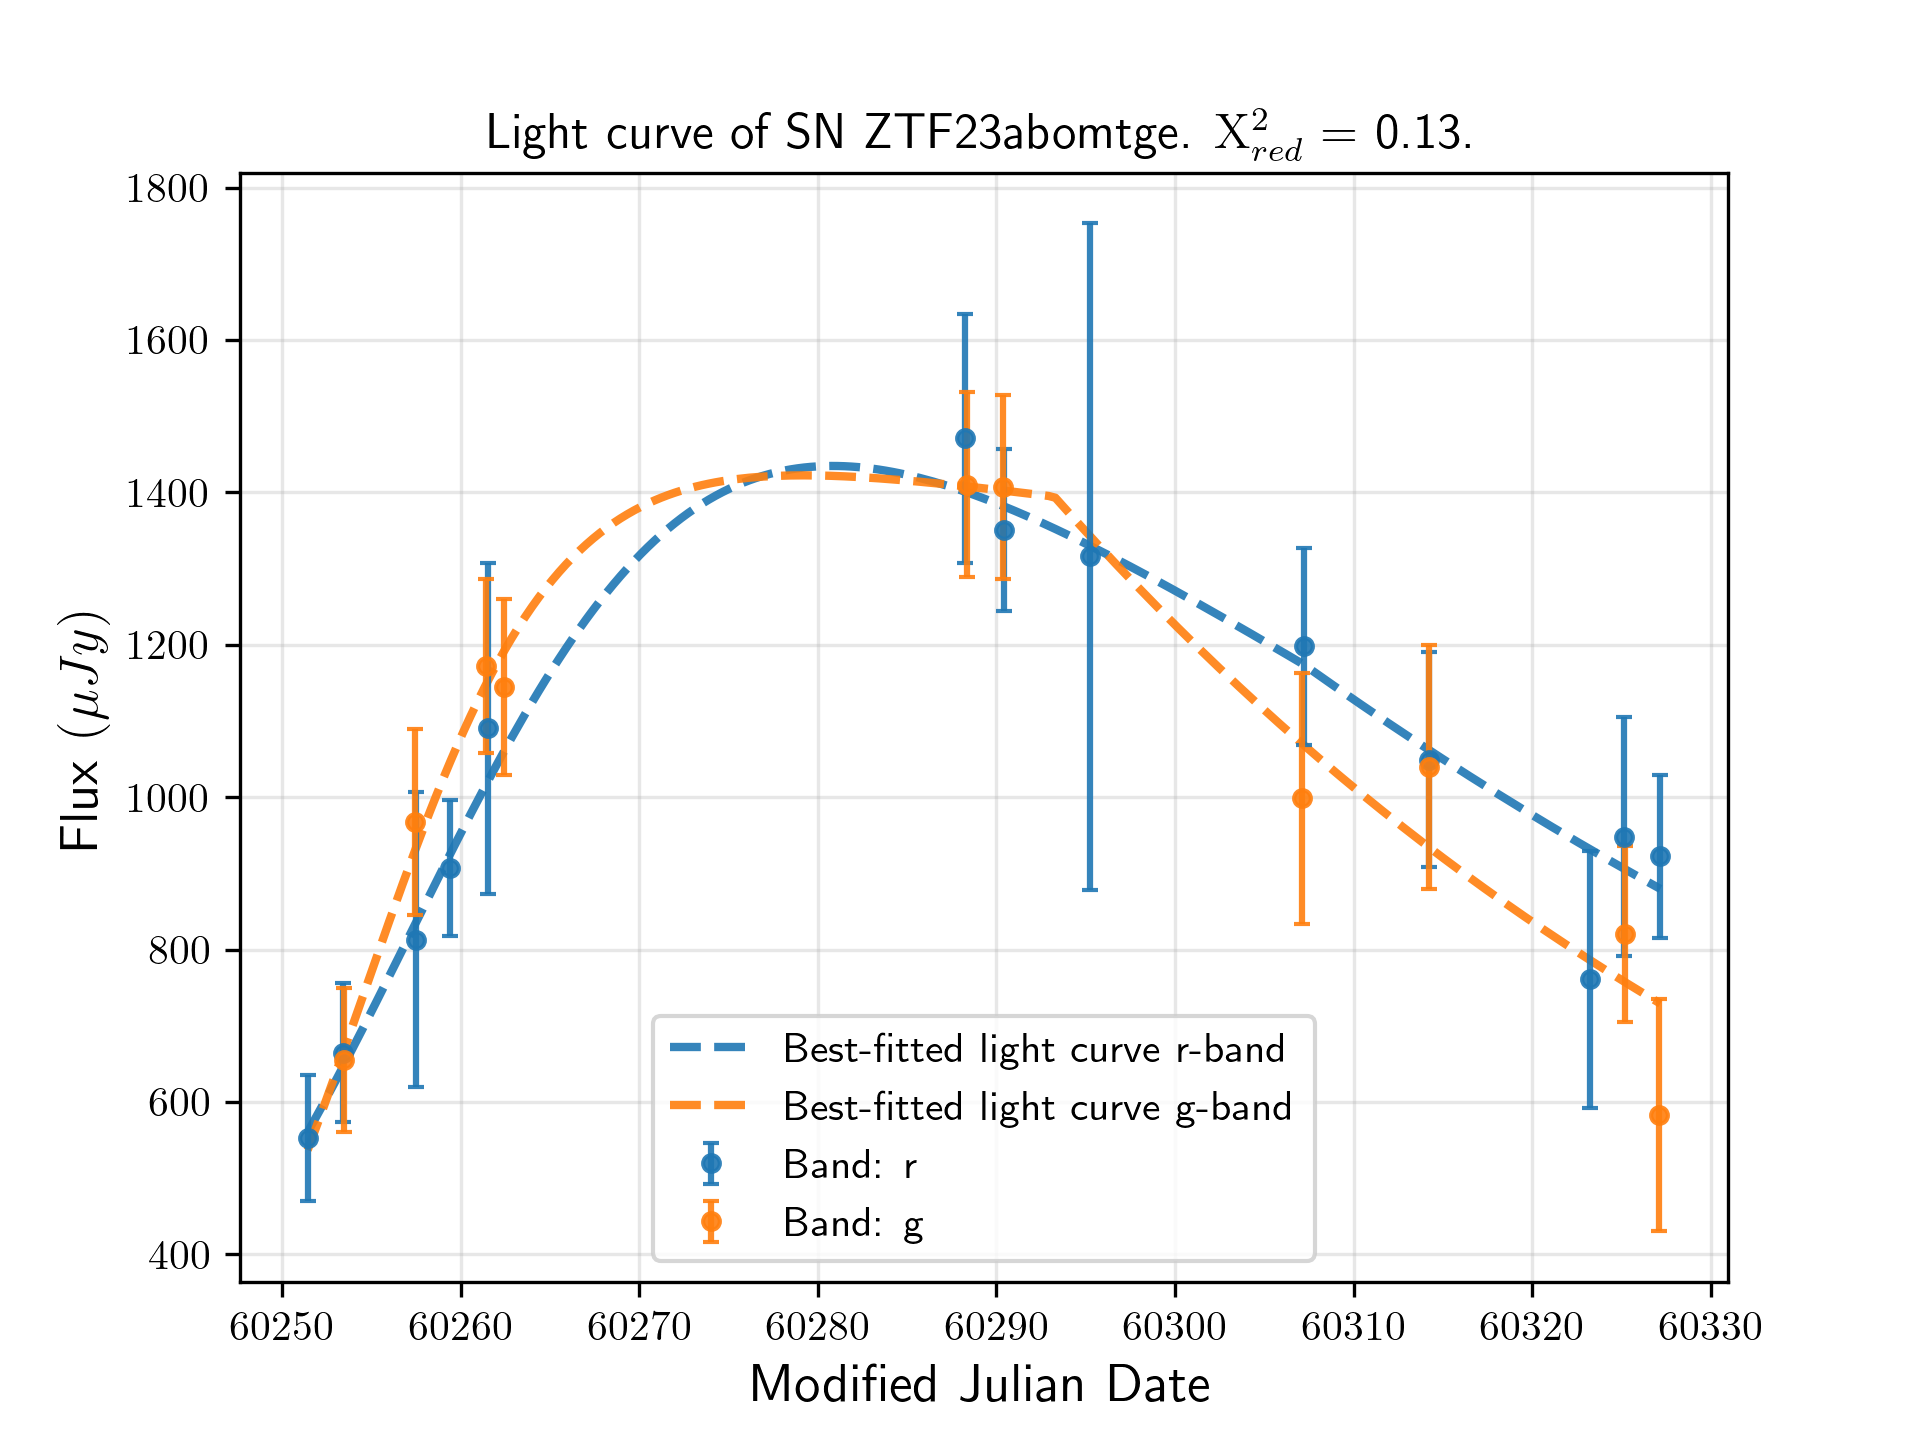 Light curve of SN ZTF23abomtge. X²_red = 0.13.
1800
1600
1400
1200
1000
800
600
400
Flux (μJy)
Best-fitted light curve r-band
Best-fitted light curve g-band
Band: r
Band: g
60250 60260 60270 60280 60290 60300 60310 60320 60330
Modified Julian Date